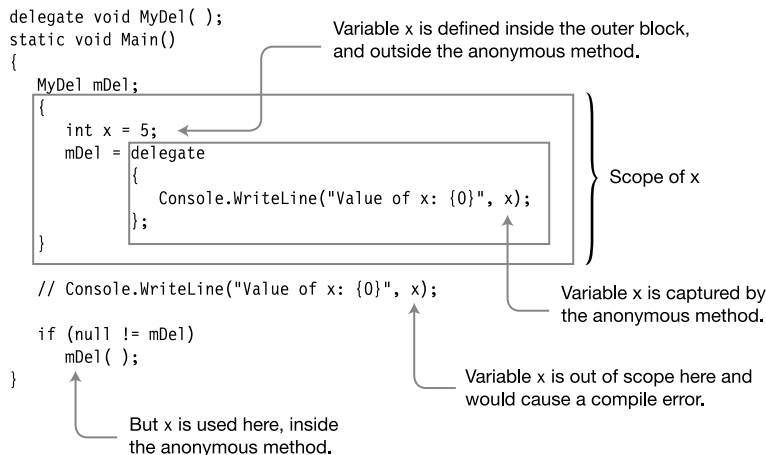 delegate void MyDel( );
static void Main()
{
Variable x is defined inside the outer block,
and outside the anonymous method.
MyDel mDel;
{
int x = 5;
mDel = delegate
{
Console.WriteLine("Value of x: {0}", x);
};
}
Scope of x
// Console.WriteLine("Value of x: {0}", x);
Variable x is captured by
the anonymous method.
if (null != mDel)
mDel( );
}
Variable x is out of scope here and
would cause a compile error.
But x is used here, inside
the anonymous method.